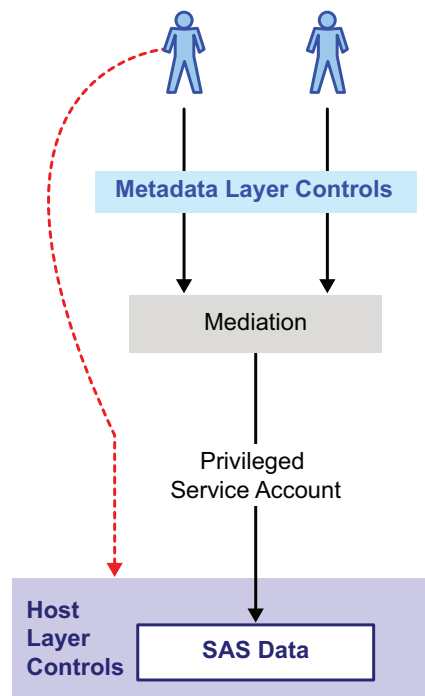 Metadata Layer Controls
Mediation
Privileged
Service Account
Host
Layer
Controls
SAS Data